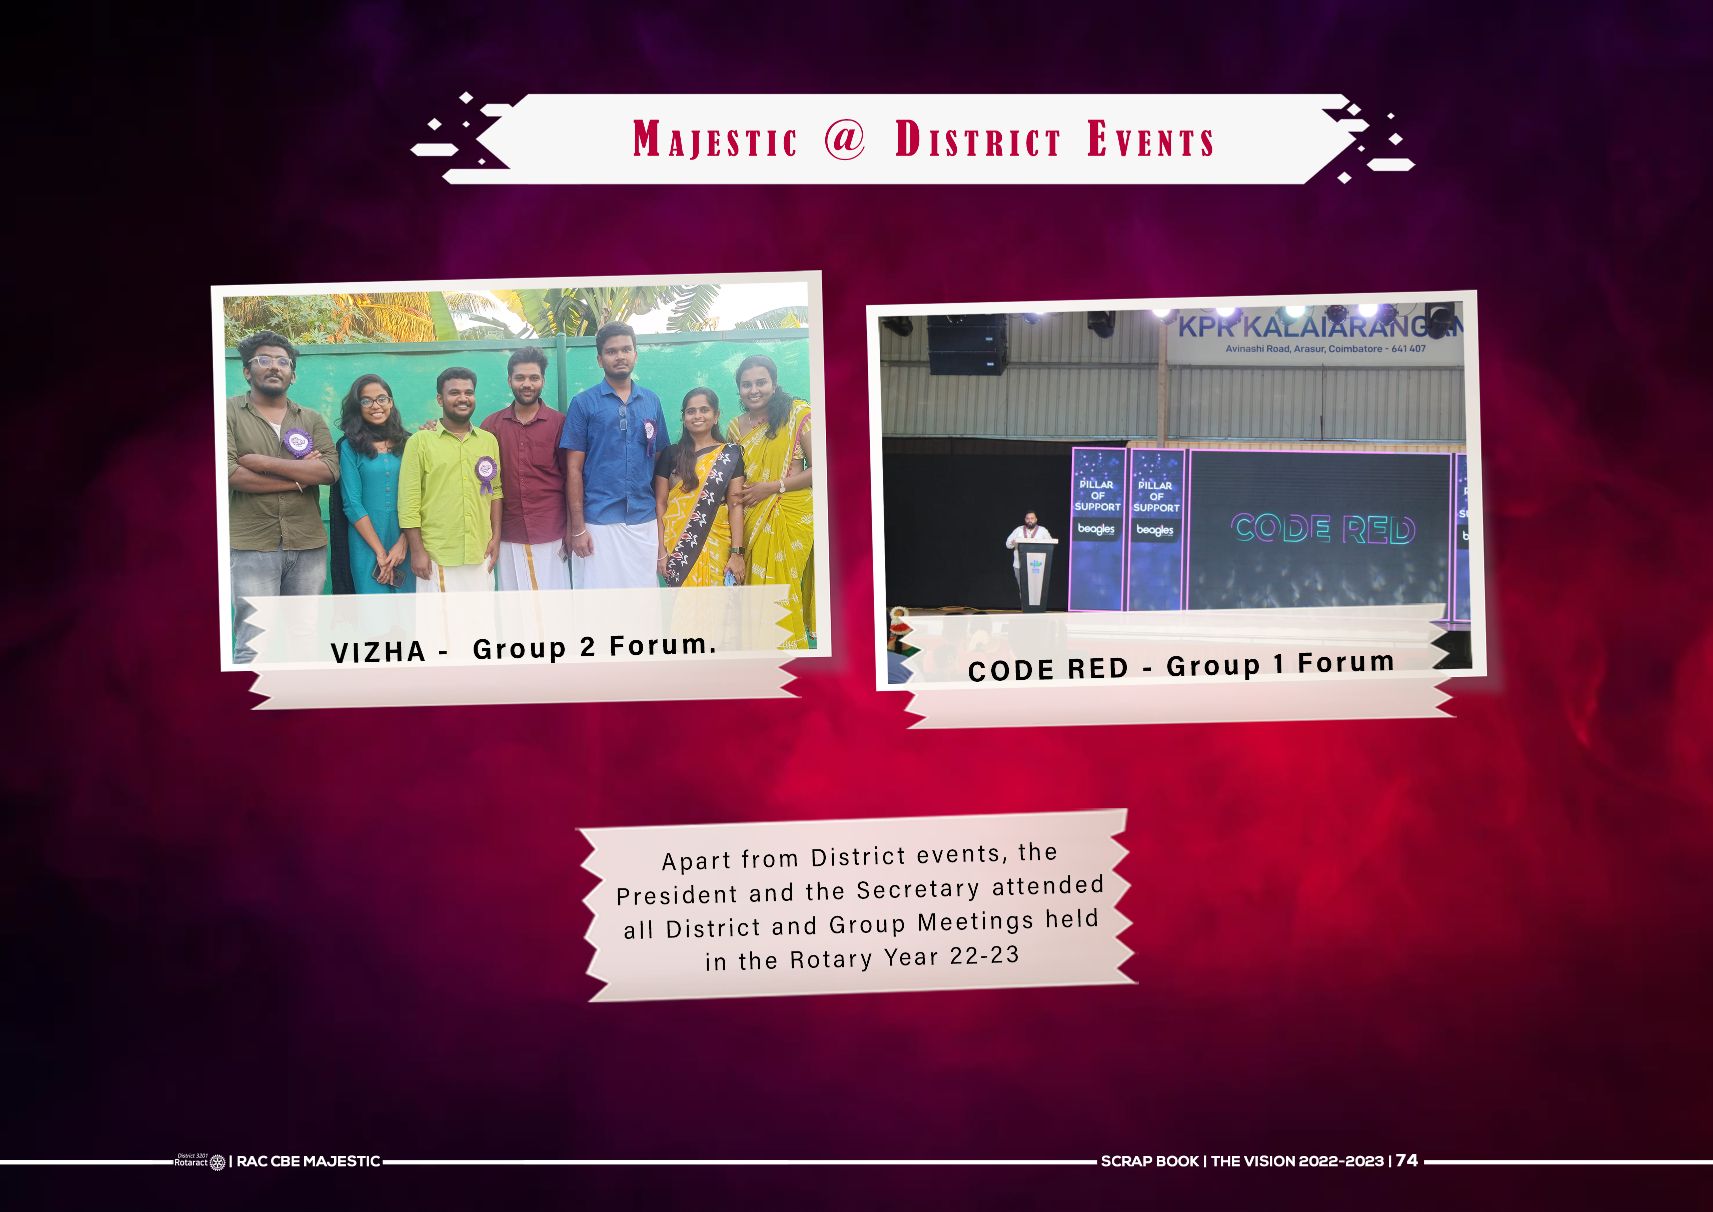 MAJESTIC @ DISTRICT EVENTS
KPR KALAIARANGAM
Avinashi Road, Arasur, Coimbatore - 641 407
PILLAR
OF
SUPPORT
beagles
PILLAR
OF
SUPPORT
beagles
CODE RED
VIZHA - Group 2 Forum.
CODE RED - Group 1 Forum
Apart from District events, the
President and the Secretary attended
all District and Group Meetings held
in the Rotary Year 22-23
District 3201
Rotaract | RAC CBE MAJESTIC
SCRAP BOOK | THE VISION 2022-2023 | 74